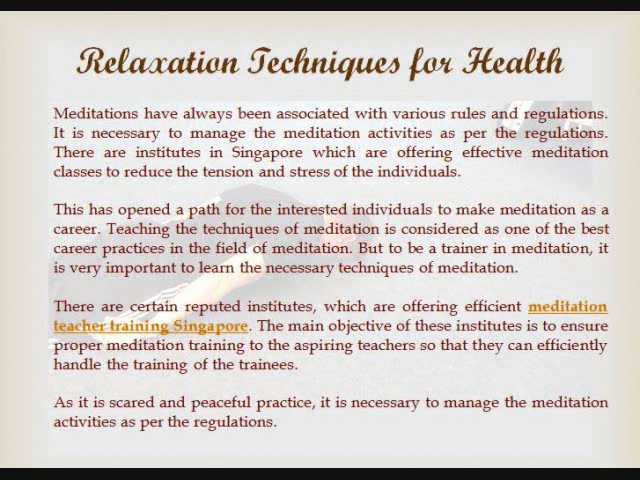 Relaxation Techniques for Health
Meditations have always been associated with various rules and regulations.
It is necessary to manage the meditation activities as per the regulations.
There are institutes in Singapore which are offering effective meditation
classes to reduce the tension and stress of the individuals.
This has opened a path for the interested individuals to make meditation as a
career. Teaching the techniques of meditation is considered as one of the best
career practices in the field of meditation. But to be a trainer in meditation, it
is very important to learn the necessary techniques of meditation.
There are certain reputed institutes, which are offering efficient meditation
teacher training Singapore. The main objective of these institutes is to ensure
proper meditation training to the aspiring teachers so that they can efficiently
handle the training of the trainees.
As it is scared and peaceful practice, it is necessary to manage the meditation
activities as per the regulations.